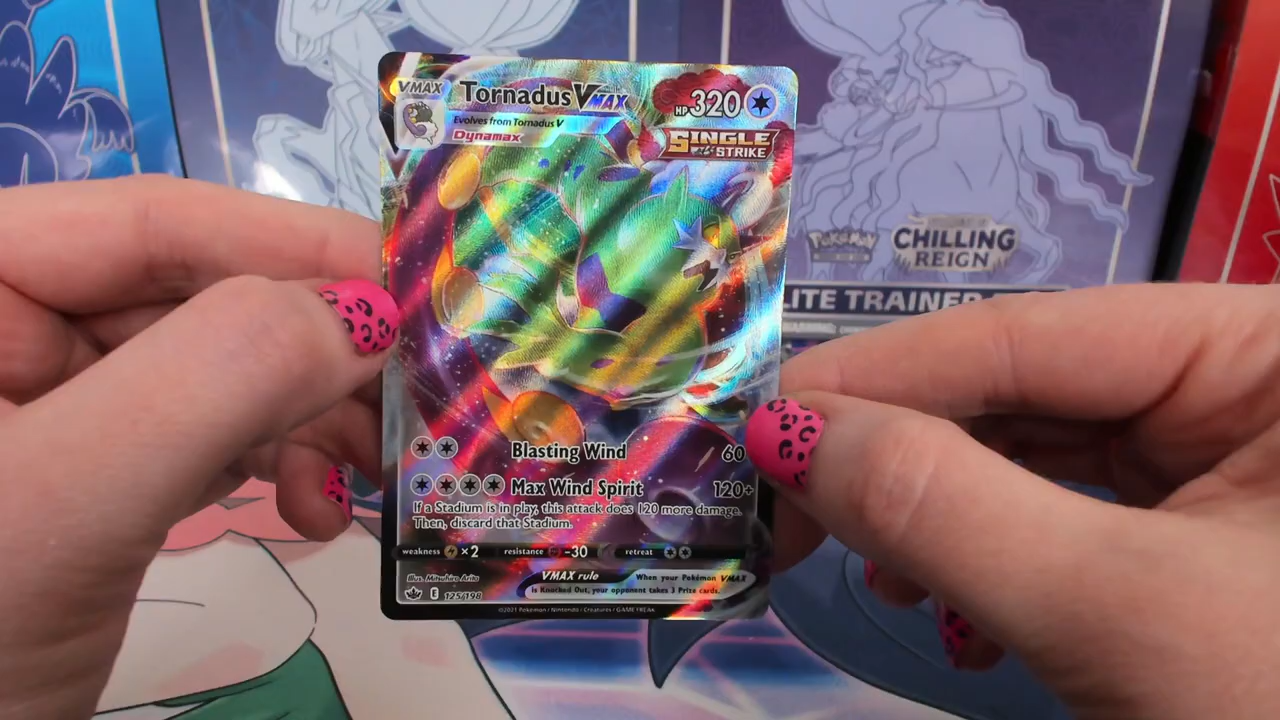 VMAX
Tornadus VMAX
HP 320
Evolves from Tornadus V
Dynamax
SINGLE
STRIKE
Pokémon
CHILLING
REIGN
LITE TRAINER
Blasting Wind 60
Max Wind Spirit 120+
If a Stadium is in play, this attack does 120 more damage.
Then, discard that Stadium.
weakness ×2 resistance -30 retreat
Illus. Mitsuhiro Arita
VMAX rule
When your Pokémon VMAX
is Knocked Out, your opponent takes 3 Prize cards.
E 125/198
©2021 Pokémon / Nintendo / Creatures / GAME FREAK